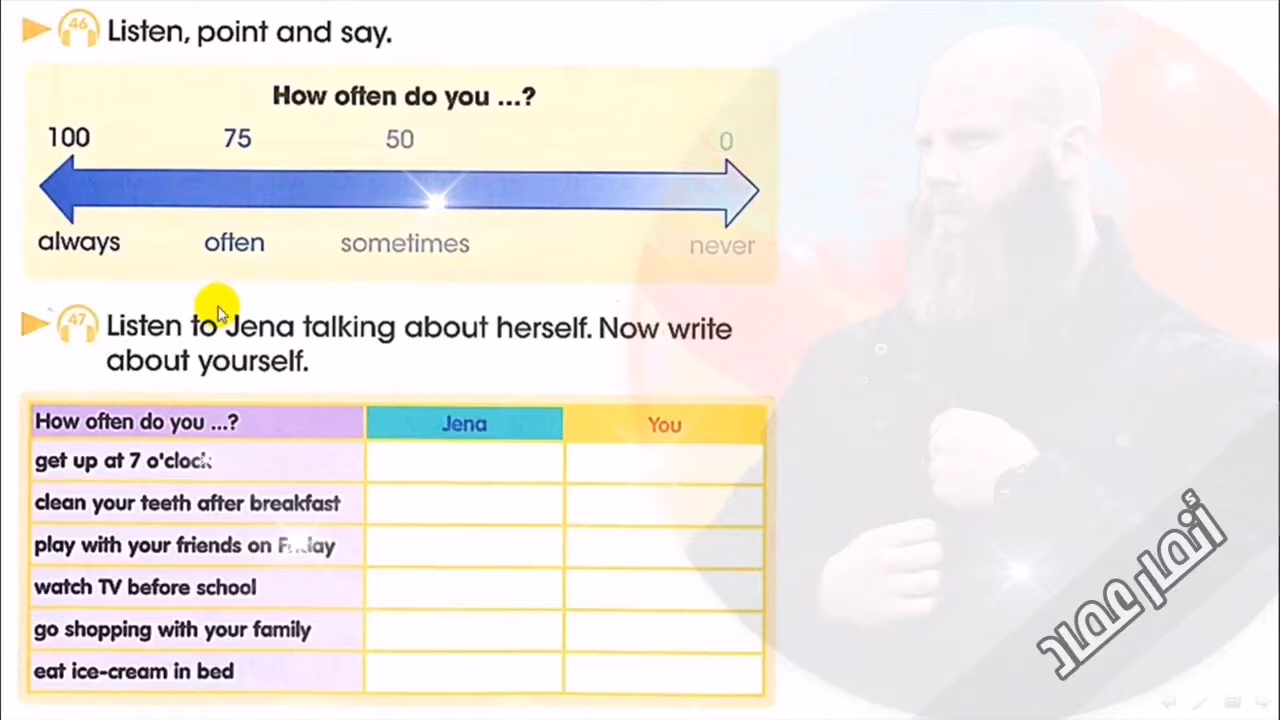 46 Listen, point and say.
How often do you ...?
100 75 50 0
always often sometimes never
47 Listen to Jena talking about herself. Now write
about yourself.
How often do you ...? Jena You
get up at 7 o'clock
clean your teeth after breakfast
play with your friends on Friday
watch TV before school
go shopping with your family
eat ice-cream in bed
أنمار عماد